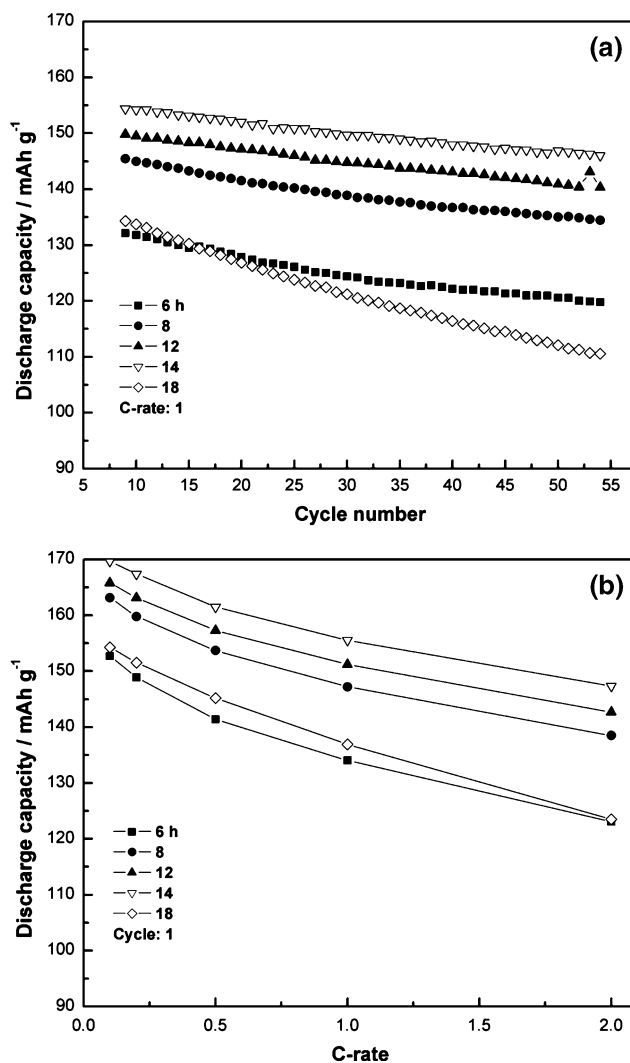 (a)
170
160
150
140
130
120
110
100
90
Discharge capacity / mAh g-1
6 h
8
12
14
18
C-rate: 1
5 10 15 20 25 30 35 40 45 50 55
Cycle number
(b)
170
160
150
140
130
120
110
100
90
Discharge capacity / mAh g-1
6 h
8
12
14
18
Cycle: 1
0.0 0.5 1.0 1.5 2.0
C-rate